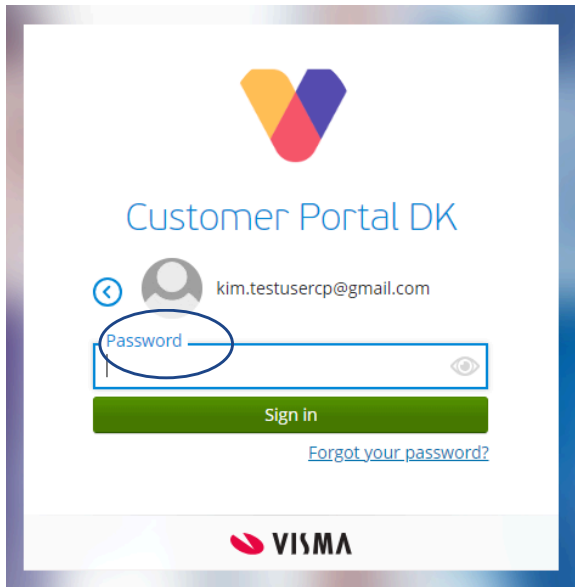 Customer Portal DK
kim.testusercp@gmail.com
Password
Sign in
Forgot your password?
VISMA